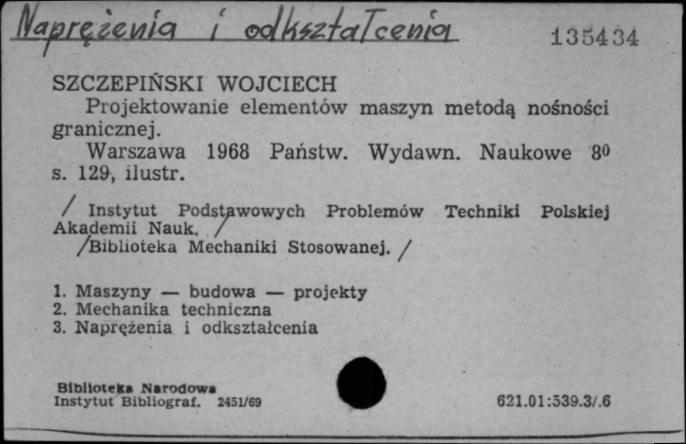 Naprężenia i odkształcenia
135434
SZCZEPIŃSKI WOJCIECH
Projektowanie elementów maszyn metodą nośności
granicznej.
Warszawa 1968 Państw. Wydawn. Naukowe 8⁰
s. 129, ilustr.
/ Instytut Podstawowych Problemów Techniki Polskiej
Akademii Nauk. /
/Biblioteka Mechaniki Stosowanej. /
1. Maszyny — budowa — projekty
2. Mechanika techniczna
3. Naprężenia i odkształcenia
Biblioteka Narodowa
Instytut Bibliograf. 2451/69
621.01:539.3/.6